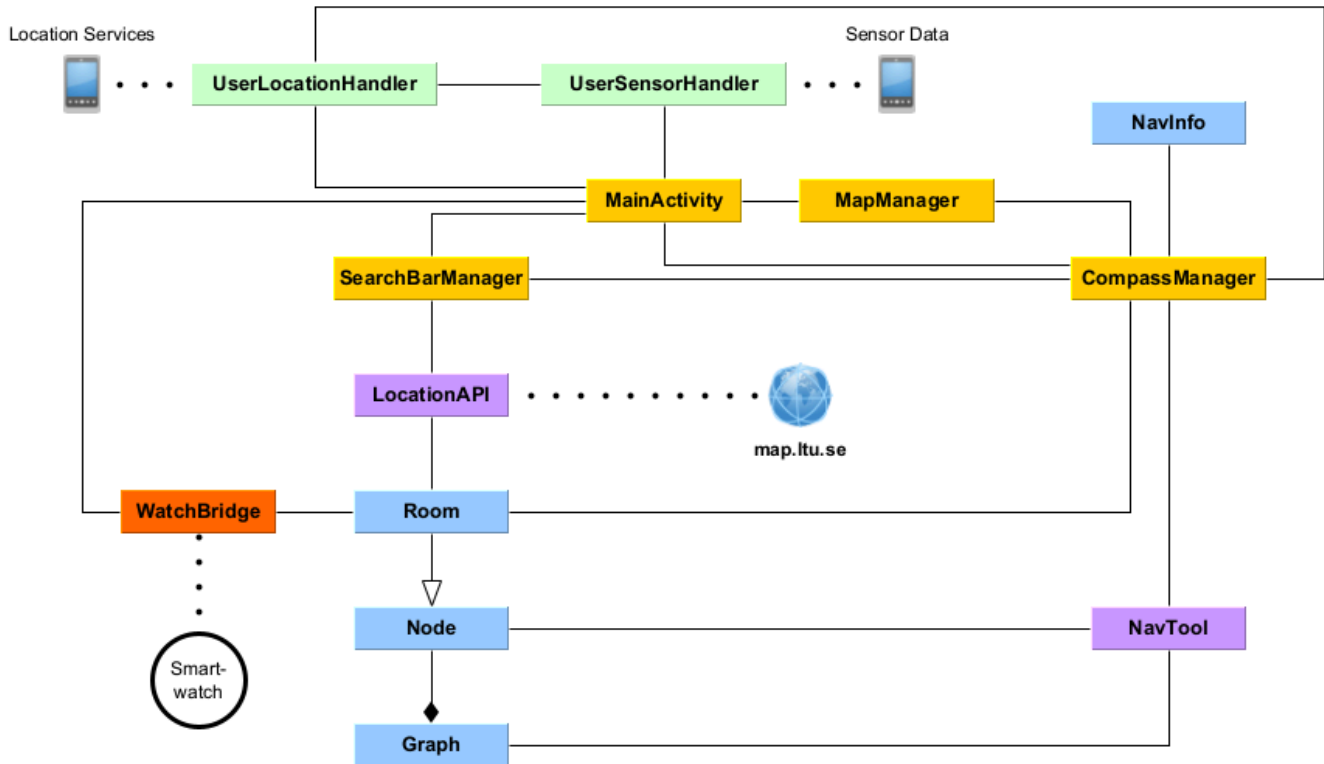 Location Services
Sensor Data
UserLocationHandler
UserSensorHandler
NavInfo
MainActivity
MapManager
SearchBarManager
CompassManager
LocationAPI
map.ltu.se
WatchBridge
Room
Node
NavTool
Smart-
watch
Graph